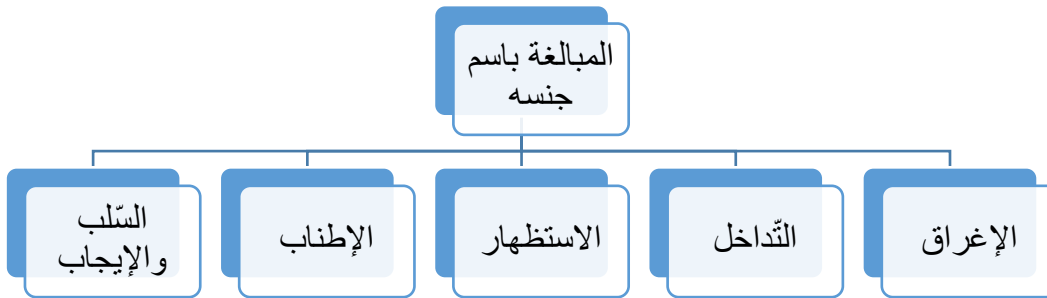 المبالغة باسم
جنسه
الإغراق
التّداخل
الاستظهار
الإطناب
السّلب
والإيجاب